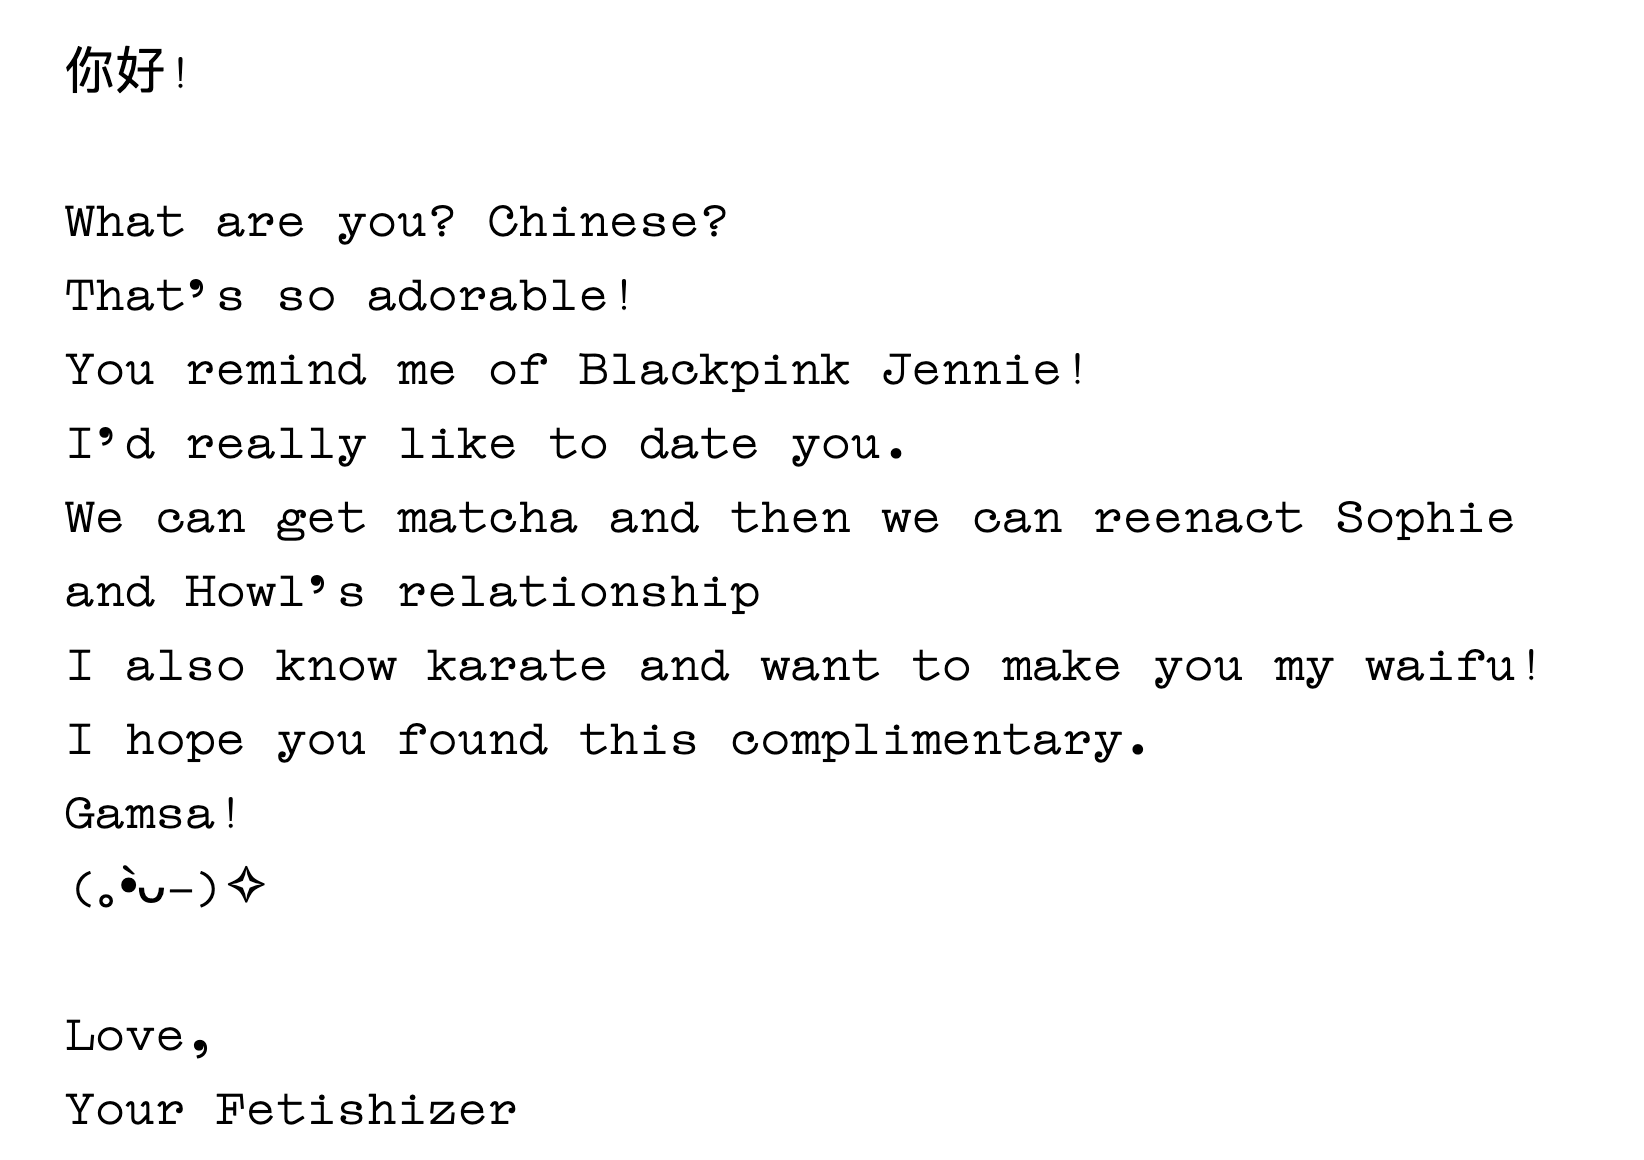 你好!
What are you? Chinese?
That’s so adorable!
You remind me of Blackpink Jennie!
I’d really like to date you.
We can get matcha and then we can reenact Sophie
and Howl’s relationship
I also know karate and want to make you my waifu!
I hope you found this complimentary.
Gamsa!
(｡•̀ᴗ-)✧
Love,
Your Fetishizer